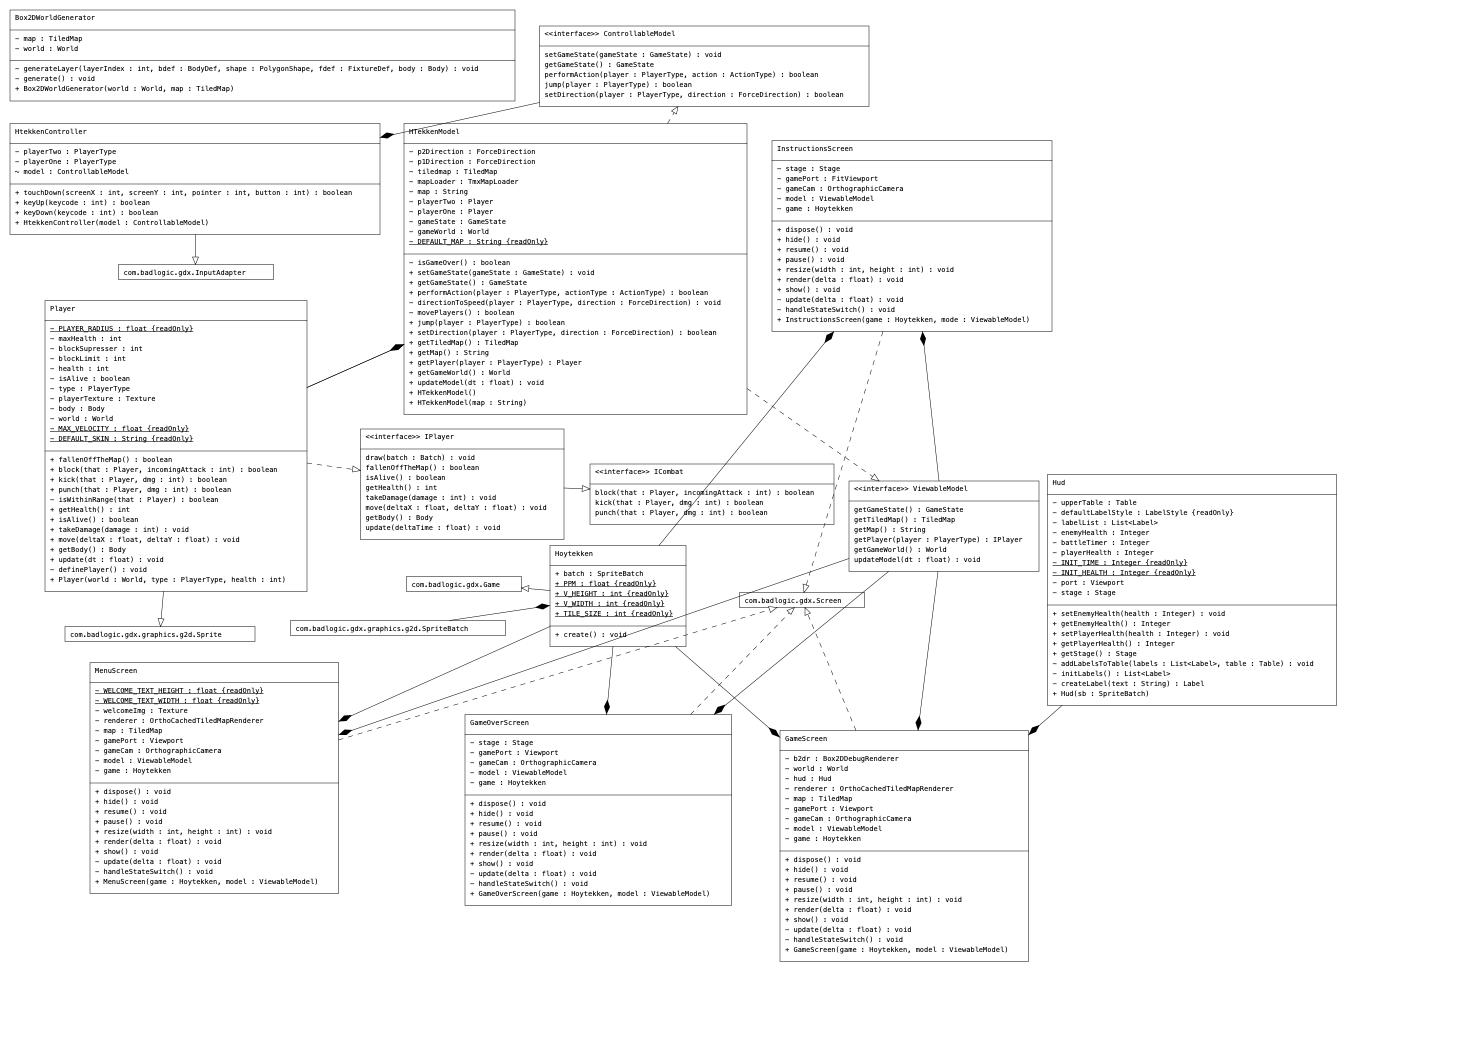 Box2DWorldGenerator
− map : TiledMap
− world : World
− generateLayer(layerIndex : int, bdef : BodyDef, shape : PolygonShape, fdef : FixtureDef, body : Body) : void
− generate() : void
+ Box2DWorldGenerator(world : World, map : TiledMap)
<<interface>> ControllableModel
setGameState(gameState : GameState) : void
getGameState() : GameState
performAction(player : PlayerType, action : ActionType) : boolean
jump(player : PlayerType) : boolean
setDirection(player : PlayerType, direction : ForceDirection) : boolean
HtekkenController
− playerTwo : PlayerType
− playerOne : PlayerType
~ model : ControllableModel
+ touchDown(screenX : int, screenY : int, pointer : int, button : int) : boolean
+ keyUp(keycode : int) : boolean
+ keyDown(keycode : int) : boolean
+ HtekkenController(model : ControllableModel)
com.badlogic.gdx.InputAdapter
HTekkenModel
− p2Direction : ForceDirection
− p1Direction : ForceDirection
− tiledmap : TiledMap
− mapLoader : TmxMapLoader
− map : String
− playerTwo : Player
− playerOne : Player
− gameState : GameState
− gameWorld : World
− DEFAULT_MAP : String {readOnly}
− isGameOver() : boolean
+ setGameState(gameState : GameState) : void
+ getGameState() : GameState
+ performAction(player : PlayerType, actionType : ActionType) : boolean
− directionToSpeed(player : PlayerType, direction : ForceDirection) : void
− movePlayers() : boolean
+ jump(player : PlayerType) : boolean
+ setDirection(player : PlayerType, direction : ForceDirection) : boolean
+ getTiledMap() : TiledMap
+ getMap() : String
+ getPlayer(player : PlayerType) : Player
+ getGameWorld() : World
+ updateModel(dt : float) : void
+ HTekkenModel()
+ HTekkenModel(map : String)
InstructionsScreen
− stage : Stage
− gamePort : FitViewport
− gameCam : OrthographicCamera
− model : ViewableModel
− game : Hoytekken
+ dispose() : void
+ hide() : void
+ resume() : void
+ pause() : void
+ resize(width : int, height : int) : void
+ render(delta : float) : void
+ show() : void
− update(delta : float) : void
− handleStateSwitch() : void
+ InstructionsScreen(game : Hoytekken, mode : ViewableModel)
Player
− PLAYER_RADIUS : float {readOnly}
− maxHealth : int
− blockSupresser : int
− blockLimit : int
− health : int
− isAlive : boolean
− type : PlayerType
− playerTexture : Texture
− body : Body
− world : World
− MAX_VELOCITY : float {readOnly}
− DEFAULT_SKIN : String {readOnly}
+ fallenOffTheMap() : boolean
+ block(that : Player, incomingAttack : int) : boolean
+ kick(that : Player, dmg : int) : boolean
+ punch(that : Player, dmg : int) : boolean
− isWithinRange(that : Player) : boolean
+ getHealth() : int
+ isAlive() : boolean
+ takeDamage(damage : int) : void
+ move(deltaX : float, deltaY : float) : void
+ getBody() : Body
+ update(dt : float) : void
− definePlayer() : void
+ Player(world : World, type : PlayerType, health : int)
com.badlogic.gdx.graphics.g2d.Sprite
<<interface>> IPlayer
draw(batch : Batch) : void
fallenOffTheMap() : boolean
isAlive() : boolean
getHealth() : int
takeDamage(damage : int) : void
move(deltaX : float, deltaY : float) : void
getBody() : Body
update(deltaTime : float) : void
<<interface>> ICombat
block(that : Player, incomingAttack : int) : boolean
kick(that : Player, dmg : int) : boolean
punch(that : Player, dmg : int) : boolean
<<interface>> ViewableModel
getGameState() : GameState
getTiledMap() : TiledMap
getMap() : String
getPlayer(player : PlayerType) : IPlayer
getGameWorld() : World
updateModel(dt : float) : void
Hud
− upperTable : Table
− defaultLabelStyle : LabelStyle {readOnly}
− labelList : List<Label>
− enemyHealth : Integer
− battleTimer : Integer
− playerHealth : Integer
− INIT_TIME : Integer {readOnly}
− INIT_HEALTH : Integer {readOnly}
− port : Viewport
− stage : Stage
+ setEnemyHealth(health : Integer) : void
+ getEnemyHealth() : Integer
+ setPlayerHealth(health : Integer) : void
+ getPlayerHealth() : Integer
+ getStage() : Stage
− addLabelsToTable(labels : List<Label>, table : Table) : void
− initLabels() : List<Label>
− createLabel(text : String) : Label
+ Hud(sb : SpriteBatch)
Hoytekken
+ batch : SpriteBatch
+ PPM : float {readOnly}
+ V_HEIGHT : int {readOnly}
+ V_WIDTH : int {readOnly}
+ TILE_SIZE : int {readOnly}
+ create() : void
com.badlogic.gdx.Game
com.badlogic.gdx.graphics.g2d.SpriteBatch
com.badlogic.gdx.Screen
MenuScreen
− WELCOME_TEXT_HEIGHT : float {readOnly}
− WELCOME_TEXT_WIDTH : float {readOnly}
− welcomeImg : Texture
− renderer : OrthoCachedTiledMapRenderer
− map : TiledMap
− gamePort : Viewport
− gameCam : OrthographicCamera
− model : ViewableModel
− game : Hoytekken
+ dispose() : void
+ hide() : void
+ resume() : void
+ pause() : void
+ resize(width : int, height : int) : void
+ render(delta : float) : void
+ show() : void
− update(delta : float) : void
− handleStateSwitch() : void
+ MenuScreen(game : Hoytekken, model : ViewableModel)
GameOverScreen
− stage : Stage
− gamePort : Viewport
− gameCam : OrthographicCamera
− model : ViewableModel
− game : Hoytekken
+ dispose() : void
+ hide() : void
+ resume() : void
+ pause() : void
+ resize(width : int, height : int) : void
+ render(delta : float) : void
+ show() : void
− update(delta : float) : void
− handleStateSwitch() : void
+ GameOverScreen(game : Hoytekken, model : ViewableModel)
GameScreen
− b2dr : Box2DDebugRenderer
− world : World
− hud : Hud
− renderer : OrthoCachedTiledMapRenderer
− map : TiledMap
− gamePort : Viewport
− gameCam : OrthographicCamera
− model : ViewableModel
− game : Hoytekken
+ dispose() : void
+ hide() : void
+ resume() : void
+ pause() : void
+ resize(width : int, height : int) : void
+ render(delta : float) : void
+ show() : void
− update(delta : float) : void
− handleStateSwitch() : void
+ GameScreen(game : Hoytekken, model : ViewableModel)